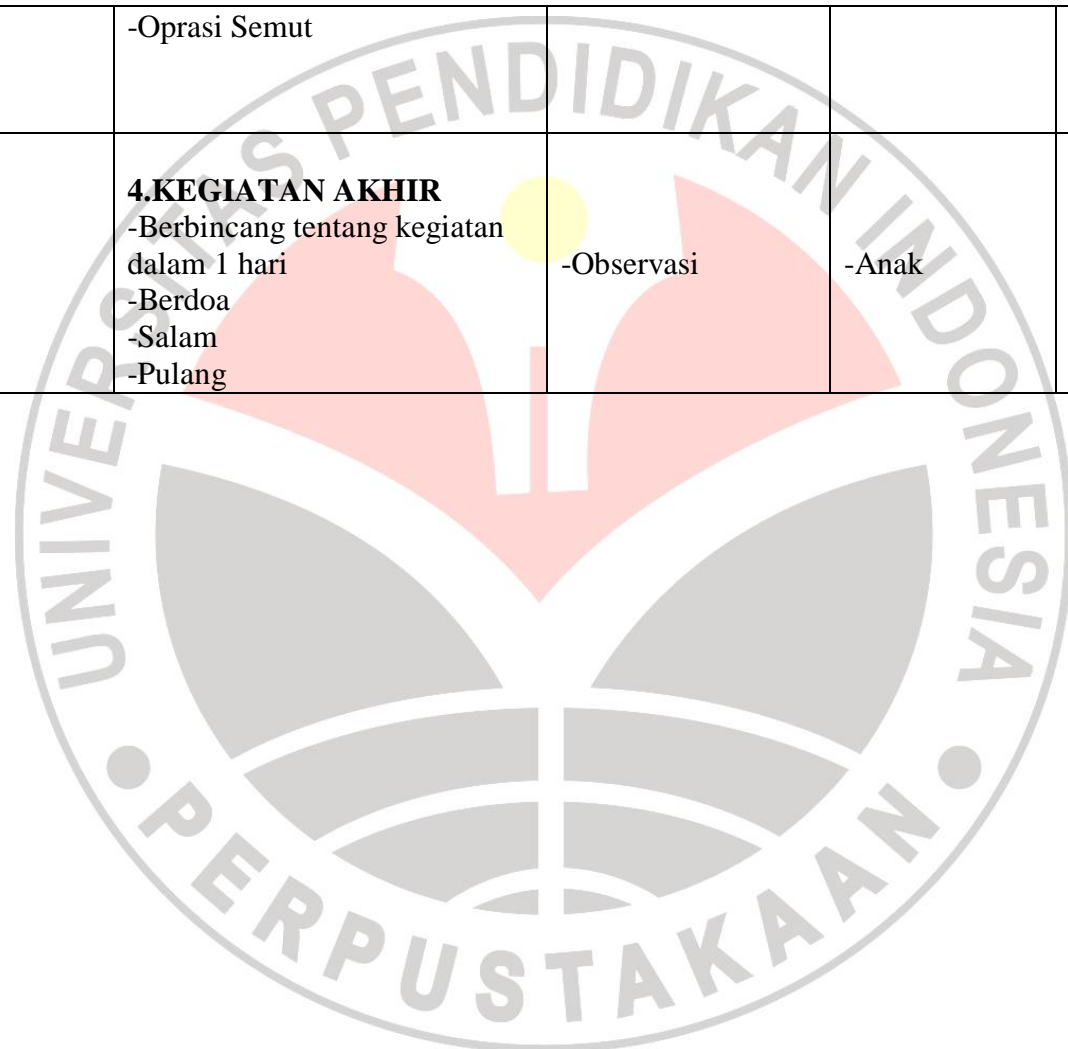 -Oprasi Semut
4.KEGIATAN AKHIR
-Berbincang tentang kegiatan
dalam 1 hari
-Berdoa
-Salam
-Pulang
-Observasi
-Anak
UNIVERSITAS PENDIDIKAN INDONESIA
PERPUSTAKAAN